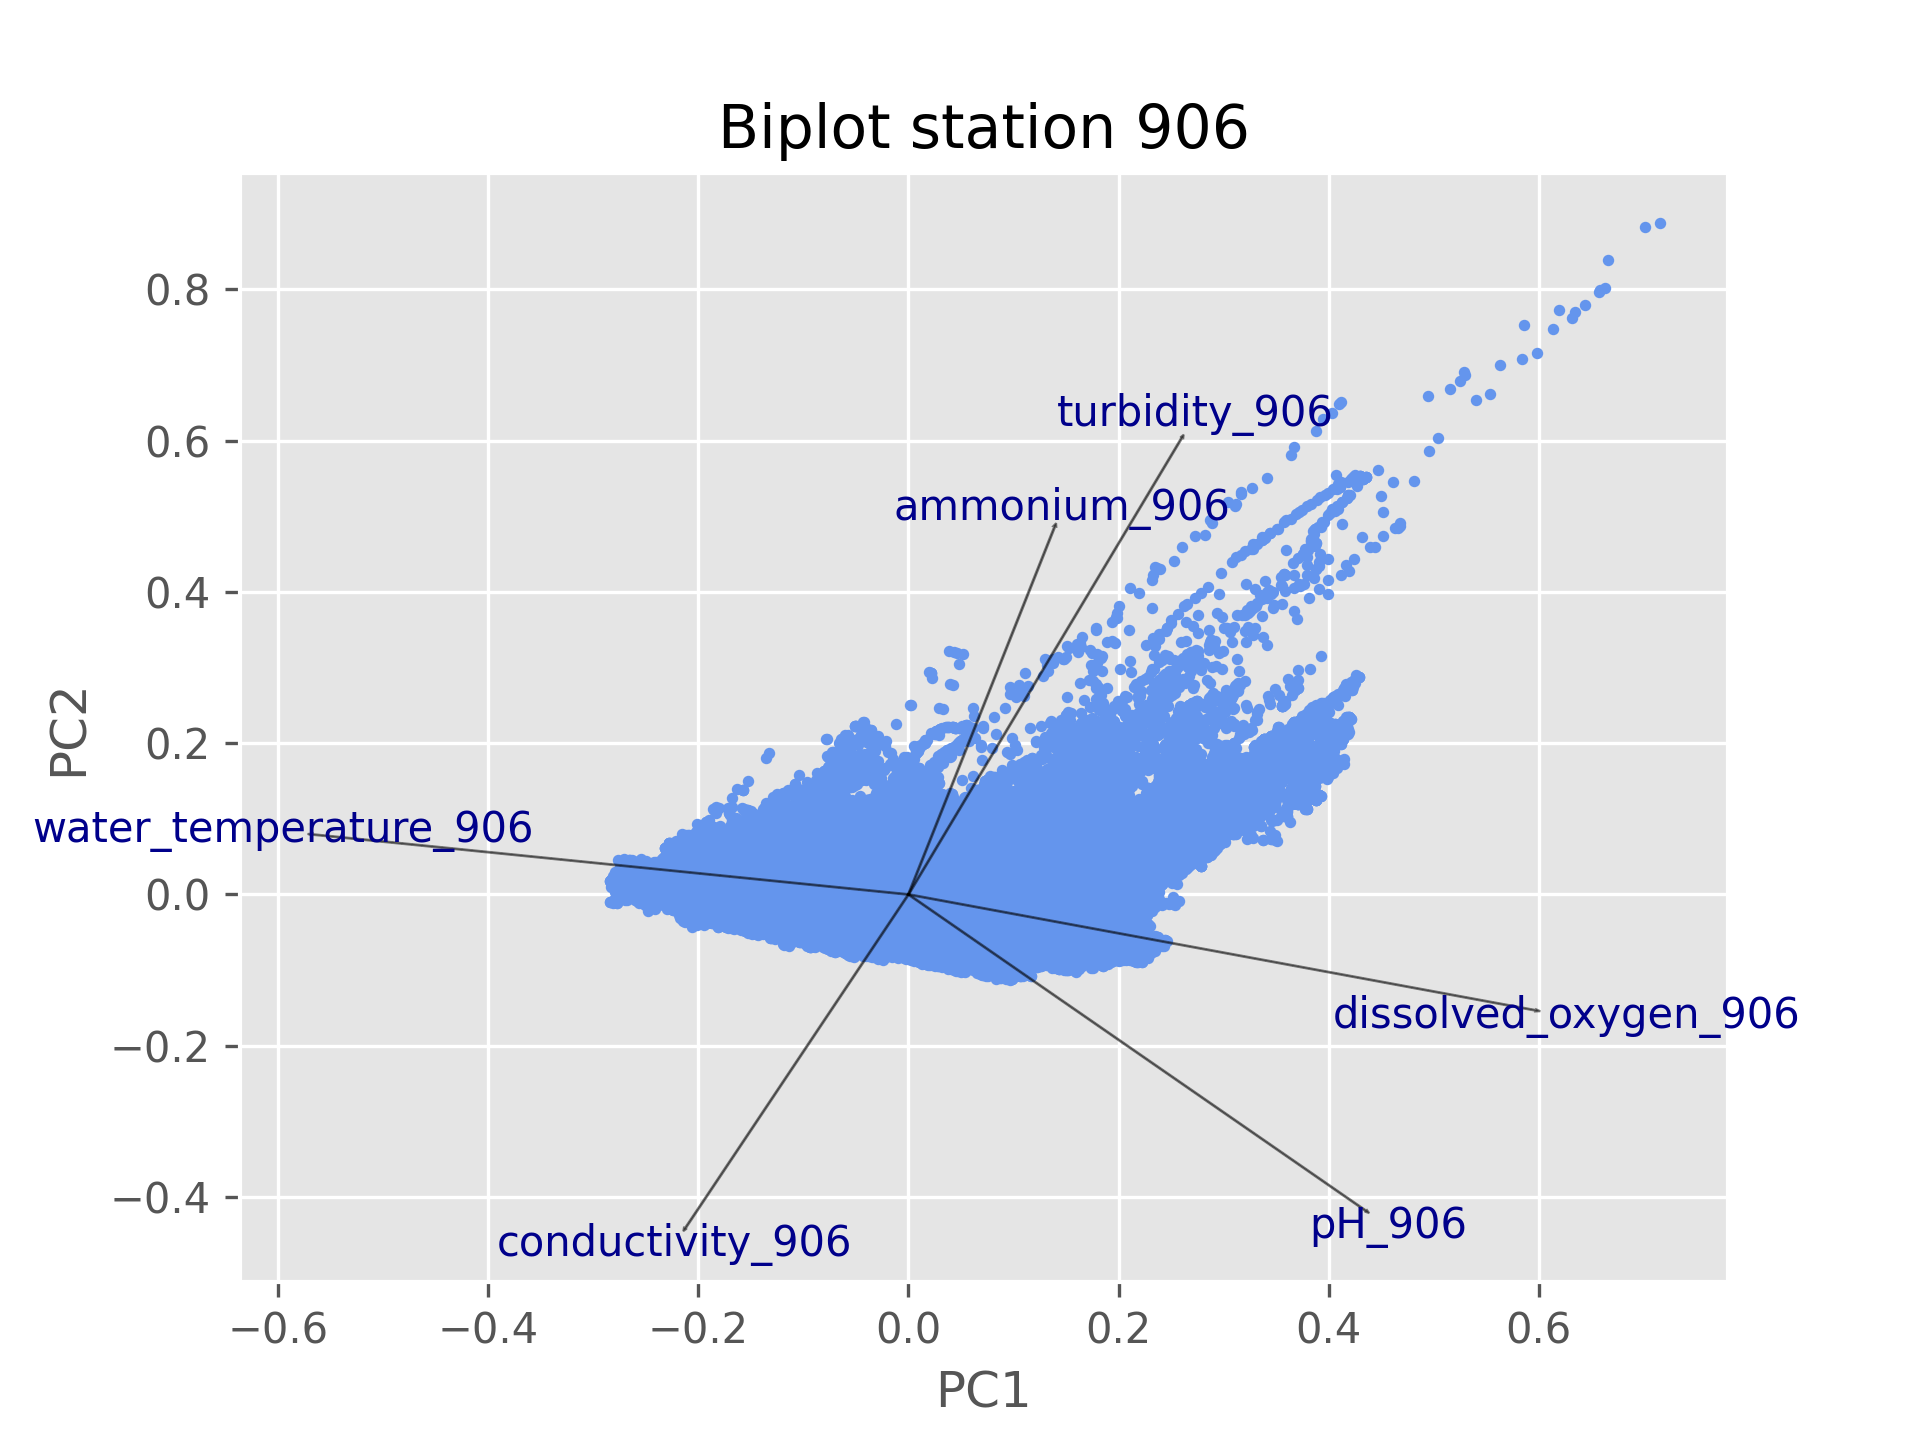 Biplot station 906
0.8
0.6
0.4
0.2
0.0
−0.2
−0.4
PC2
turbidity_906
ammonium_906
water_temperature_906
dissolved_oxygen_906
pH_906
conductivity_906
−0.6 −0.4 −0.2 0.0 0.2 0.4 0.6
PC1